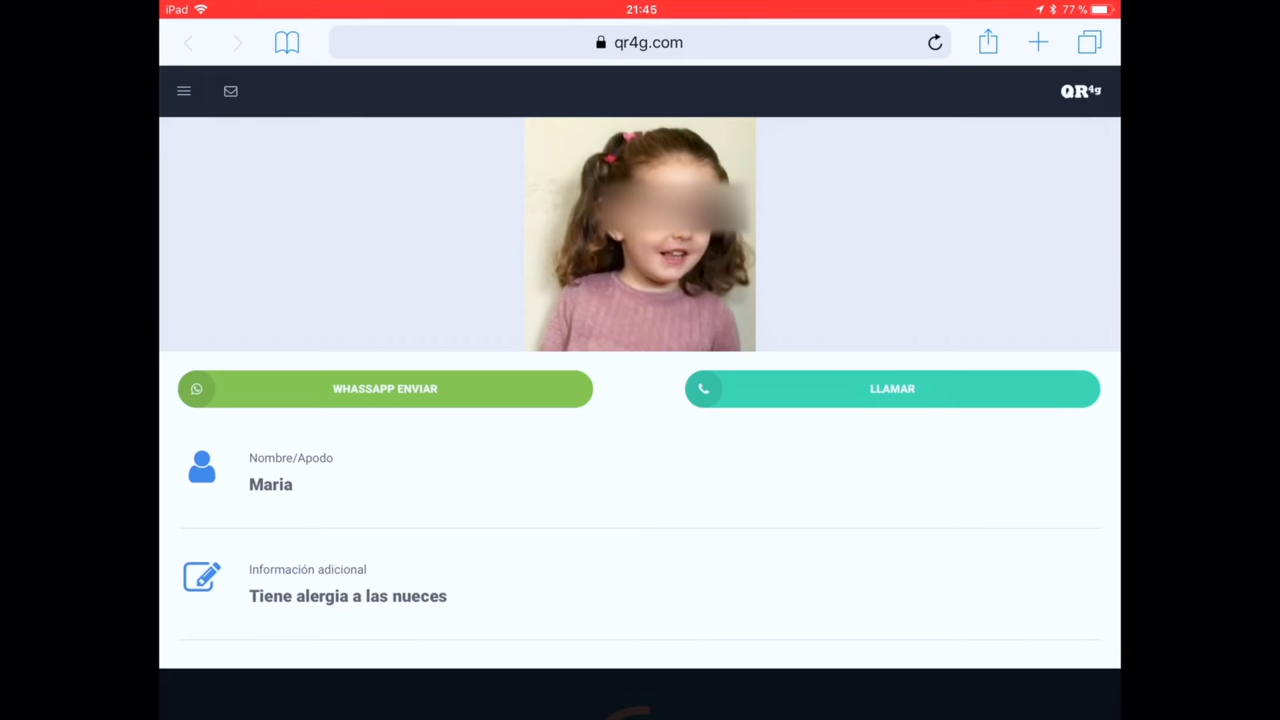 iPad 21:45 77 %
qr4g.com
QR4g
WHASSAPP ENVIAR
LLAMAR
Nombre/Apodo
Maria
Información adicional
Tiene alergia a las nueces